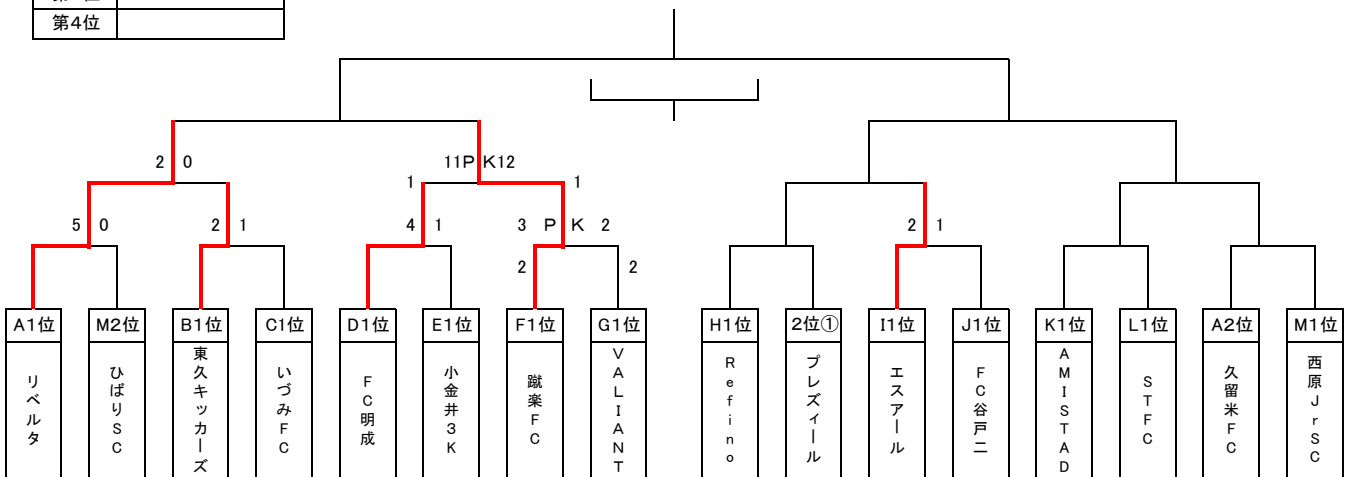 第4位
2 0
11PK12
1 1
5 0
2 1
4 1
3 PK 2
2 1
2 2
A1位
M2位
B1位
C1位
D1位
E1位
F1位
G1位
H1位
2位①
I1位
J1位
K1位
L1位
A2位
M1位
リベルタ
ひばりSC
東久キッカーズ
いづみFC
FC明成
小金井3K
蹴楽FC
VALIANT
Refino
プレズィール
エスアール
FC谷戸二
AMISTAD
STFC
久留米FC
西原JrSC